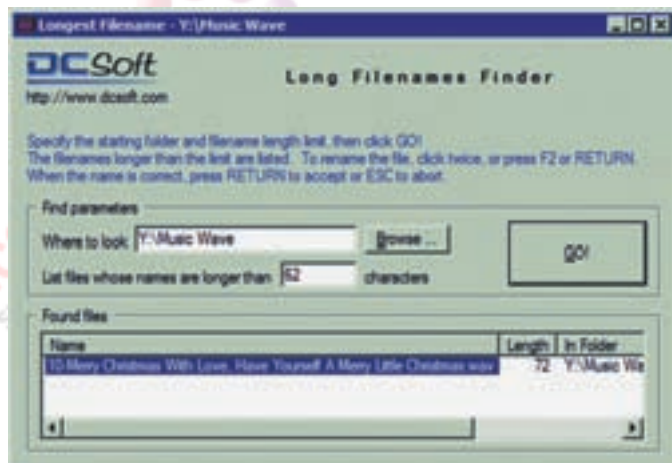 Longest Filename - Y:\Music Wave
DCSoft
Long Filenames Finder
http://www.dcsoft.com
Specify the starting folder and filename length limit, then click GO!
The filenames longer than the limit are listed. To rename the file, click twice, or press F2 or RETURN.
When the name is correct, press RETURN to accept or ESC to abort.
Find parameters
Where to look Y:\Music Wave Browse ... GO!
List files whose names are longer than 62 characters
Found files
Name Length In Folder
10-Merry Christmas With Love, Have Yourself A Merry Little Christmas.wav 72 Y:\Music Wa